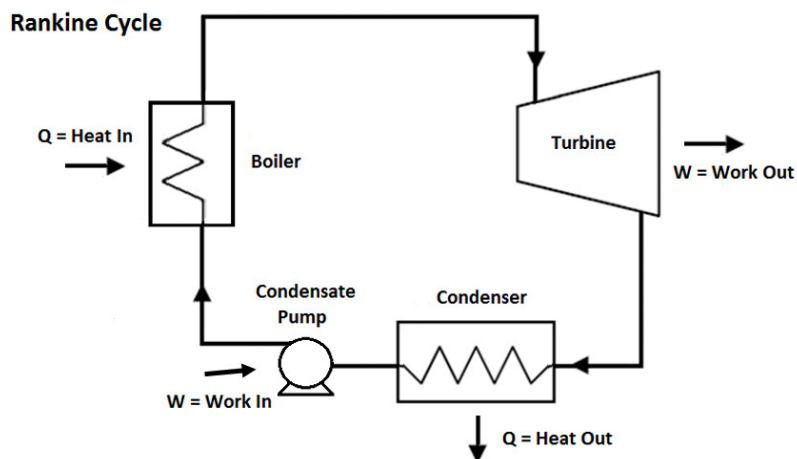 Rankine Cycle
Q = Heat In
Boiler
Turbine
W = Work Out
Condensate
Pump
Condenser
W = Work In
Q = Heat Out